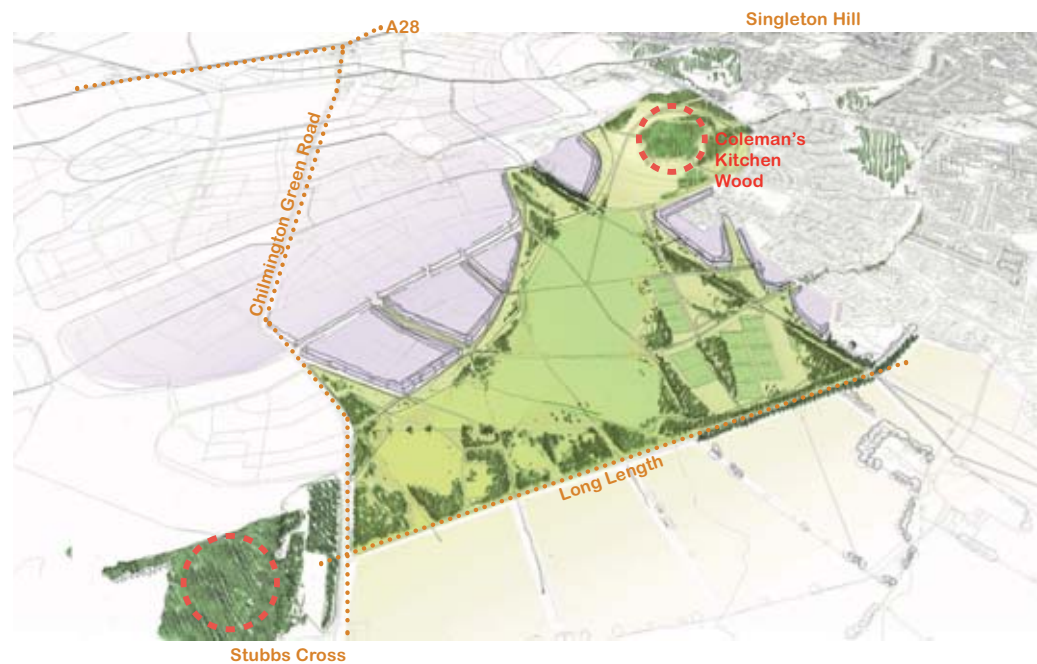 Singleton Hill
A28
Coleman's
Kitchen
Wood
Chilmington Green Road
Long Length
Stubbs Cross